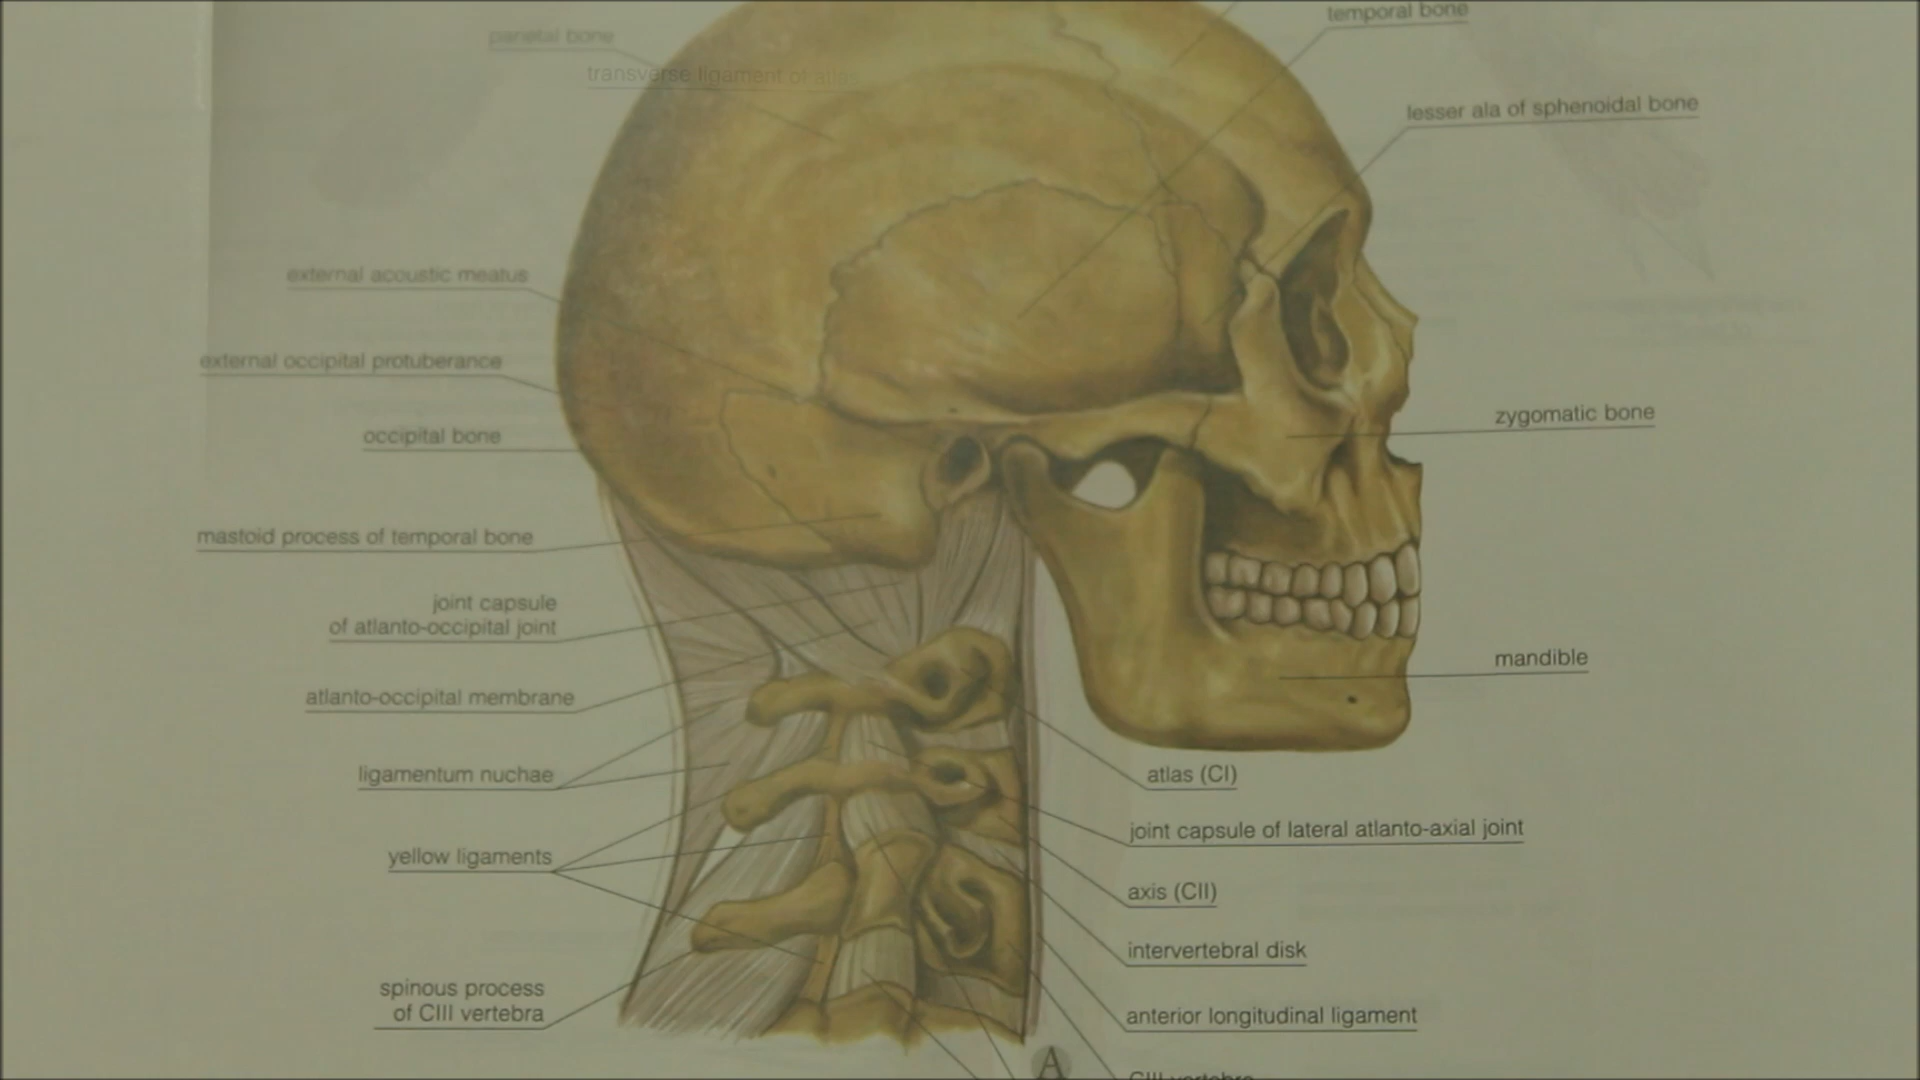 temporal bone
parietal bone
transverse ligament of atlas
lesser ala of sphenoidal bone
external acoustic meatus
external occipital protuberance
zygomatic bone
occipital bone
mastoid process of temporal bone
joint capsule
of atlanto-occipital joint
mandible
atlanto-occipital membrane
ligamentum nuchae
atlas (CI)
joint capsule of lateral atlanto-axial joint
yellow ligaments
axis (CII)
intervertebral disk
spinous process
of CIII vertebra
anterior longitudinal ligament
A
CIII vertebra